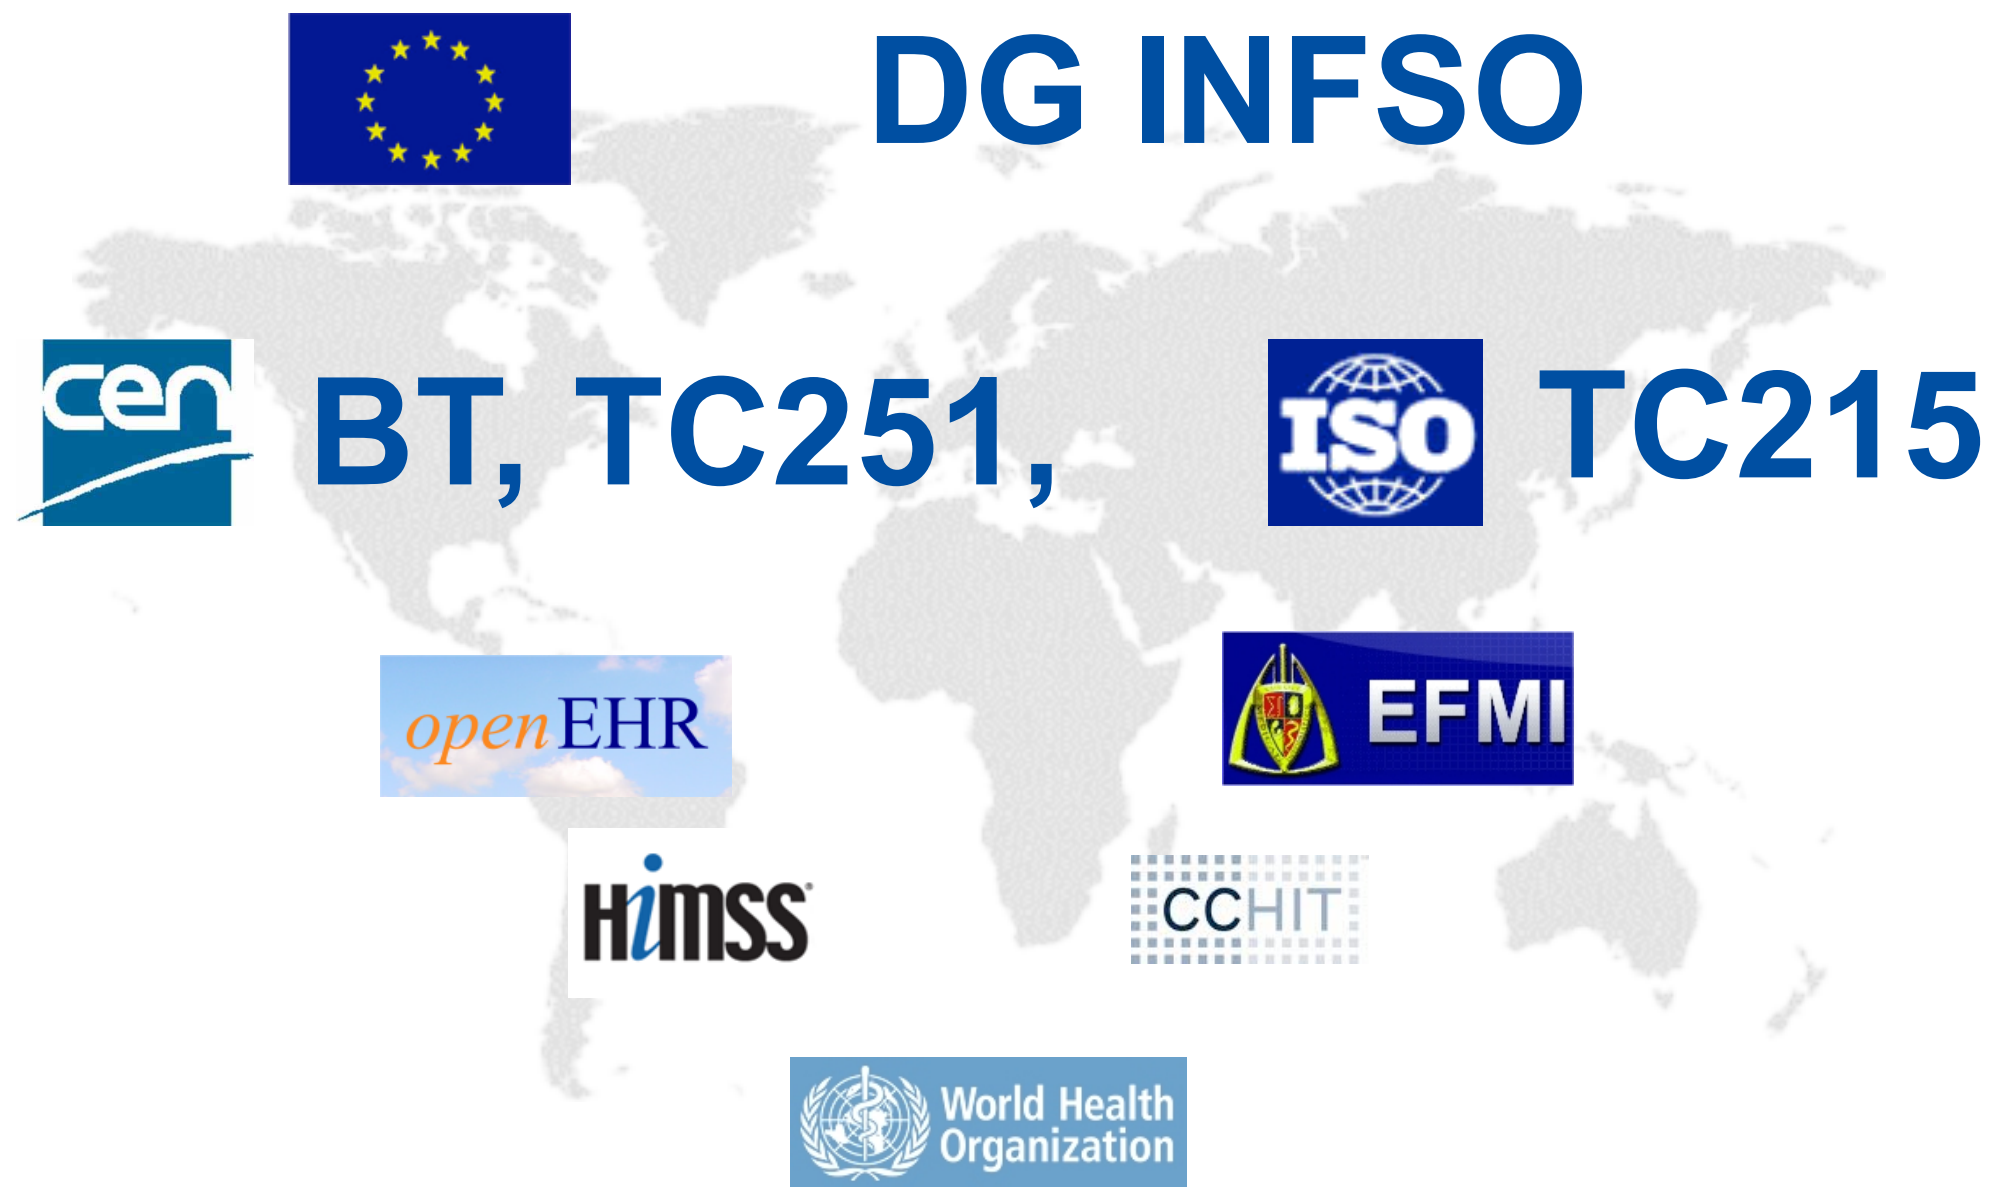 DG INFSO
cen BT, TC251,
ISO TC215
openEHR
EFMI
HiMSS®
CCHIT
World Health
Organization